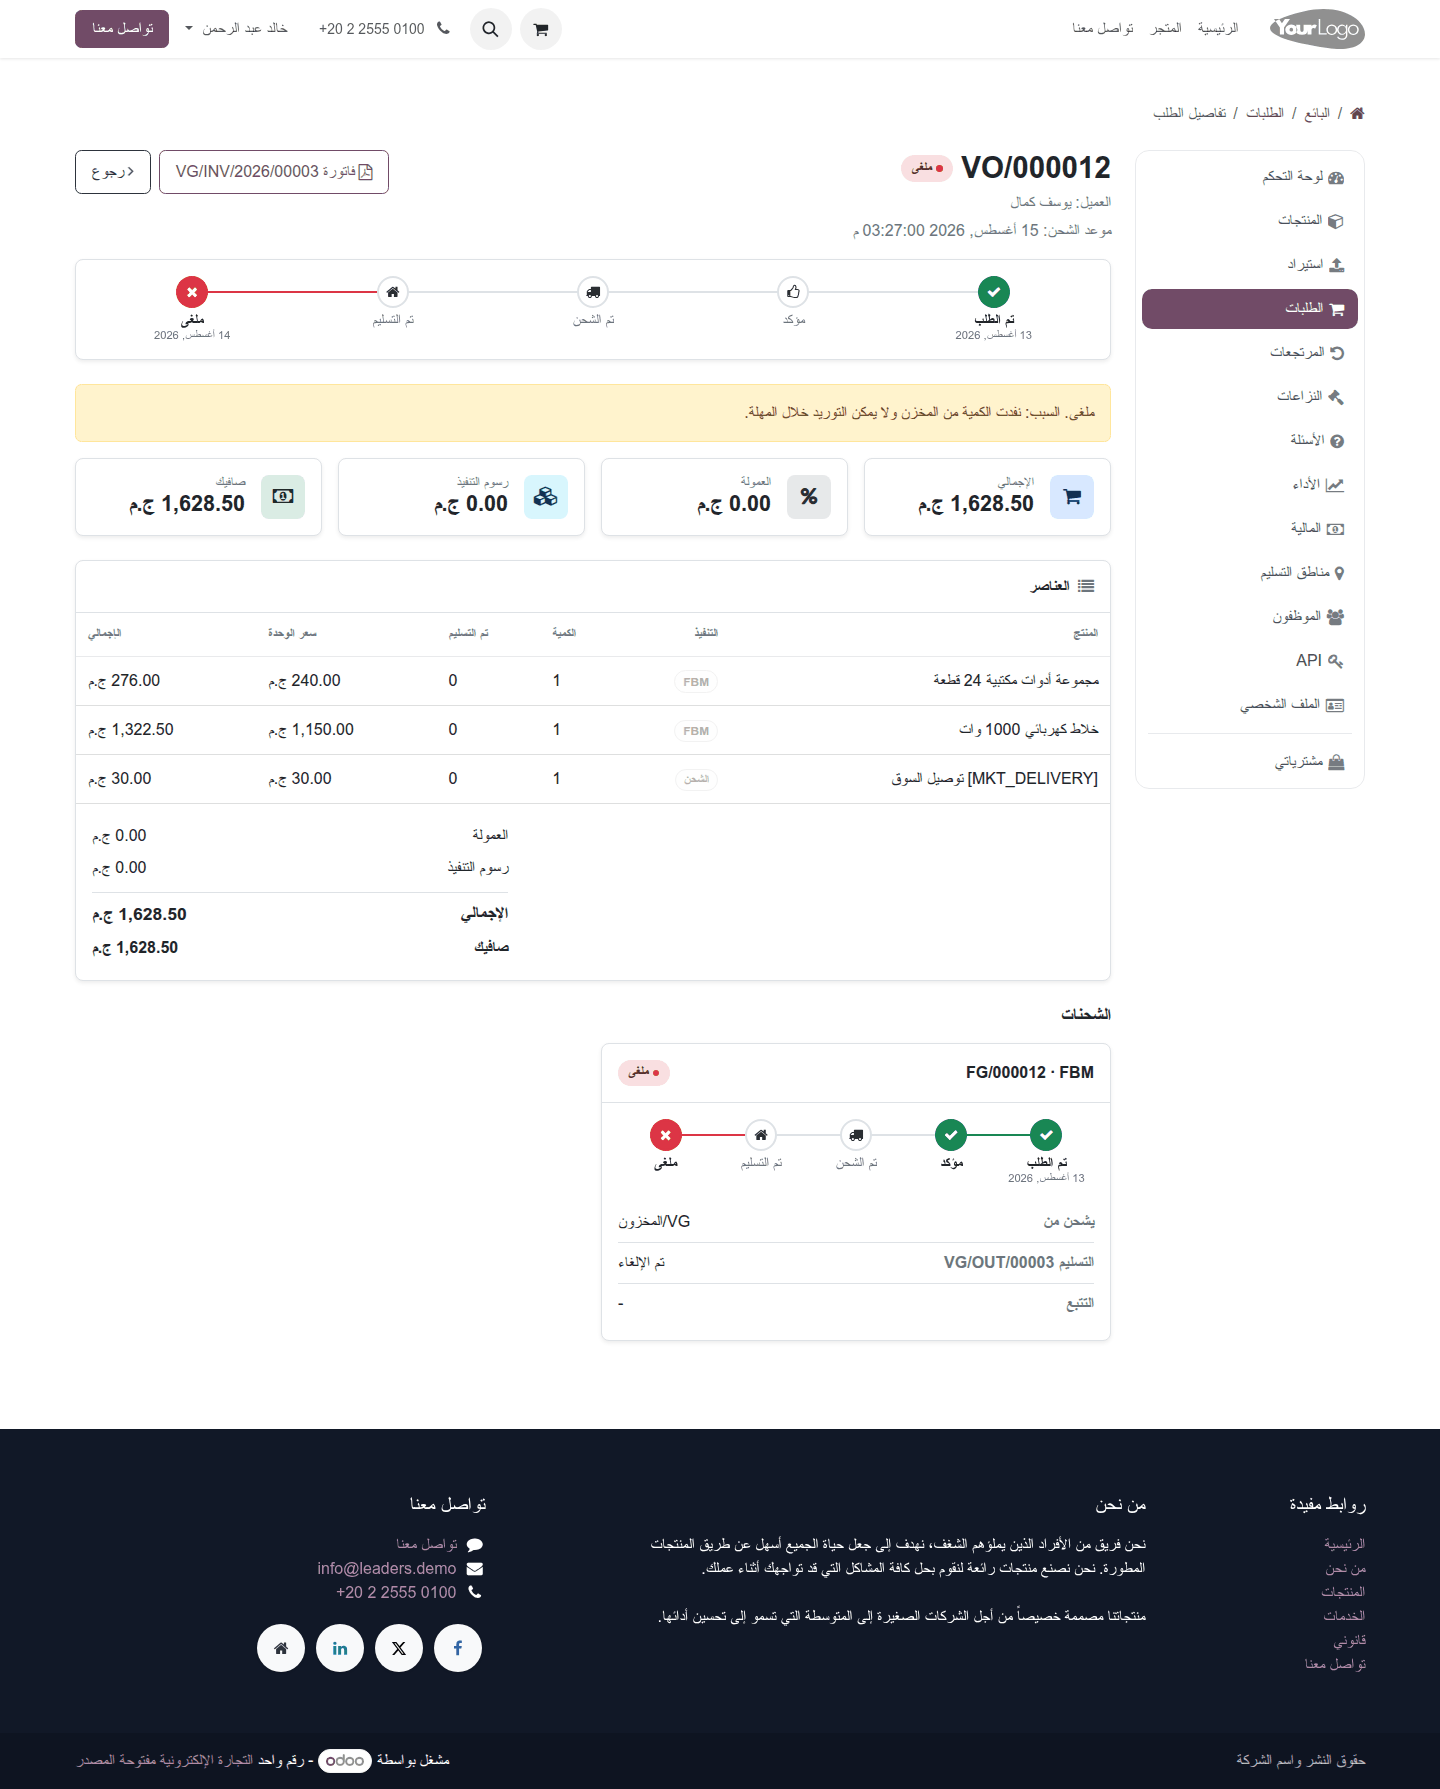 YourLogo
الرئيسية
المتجر
تواصل معنا
+20 2 2555 0100
خالد عبد الرحمن
تواصل معنا
/ البائع / الطلبات / تفاصيل الطلب
لوحة التحكم
المنتجات
استيراد
الطلبات
المرتجعات
النزاعات
الأسئلة
الأداء
المالية
مناطق التسليم
الموظفون
API
الملف الشخصي
مشترياتي
VO/000012 ملغى
العميل: يوسف كمال
موعد الشحن: 15 أغسطس, 2026 03:27:00 م
فاتورة VG/INV/2026/00003
رجوع
تم الطلب
13 أغسطس, 2026
مؤكد
تم الشحن
تم التسليم
ملغى
14 أغسطس, 2026
ملغى. السبب: نفدت الكمية من المخزن ولا يمكن التوريد خلال المهلة.
الإجمالي
1,628.50 ج.م
العمولة
0.00 ج.م
رسوم التنفيذ
0.00 ج.م
صافيك
1,628.50 ج.م
العناصر
المنتج التنفيذ الكمية تم التسليم سعر الوحدة الإجمالي
مجموعة أدوات مكتبية 24 قطعة FBM 1 0 240.00 ج.م 276.00 ج.م
خلاط كهربائي 1000 وات FBM 1 0 1,150.00 ج.م 1,322.50 ج.م
[MKT_DELIVERY] توصيل السوق الشحن 1 0 30.00 ج.م 30.00 ج.م
العمولة 0.00 ج.م
رسوم التنفيذ 0.00 ج.م
الإجمالي 1,628.50 ج.م
صافيك 1,628.50 ج.م
الشحنات
FG/000012 · FBM ملغى
تم الطلب
13 أغسطس, 2026
مؤكد
تم الشحن
تم التسليم
ملغى
يشحن من VG/المخزون
التسليم VG/OUT/00003 تم الإلغاء
التتبع -
روابط مفيدة
الرئيسية
من نحن
المنتجات
الخدمات
قانوني
تواصل معنا
من نحن
نحن فريق من الأفراد الذين يملؤهم الشغف، نهدف إلى جعل حياة الجميع أسهل عن طريق المنتجات
المطورة. نحن نصنع منتجات رائعة لنقوم بحل كافة المشاكل التي قد تواجهك أثناء عملك.
منتجاتنا مصممة خصيصاً من أجل الشركات الصغيرة إلى المتوسطة التي تسمو إلى تحسين أدائها.
تواصل معنا
تواصل معنا
info@leaders.demo
+20 2 2555 0100
حقوق النشر واسم الشركة
مشغل بواسطة odoo - رقم واحد التجارة الإلكترونية مفتوحة المصدر